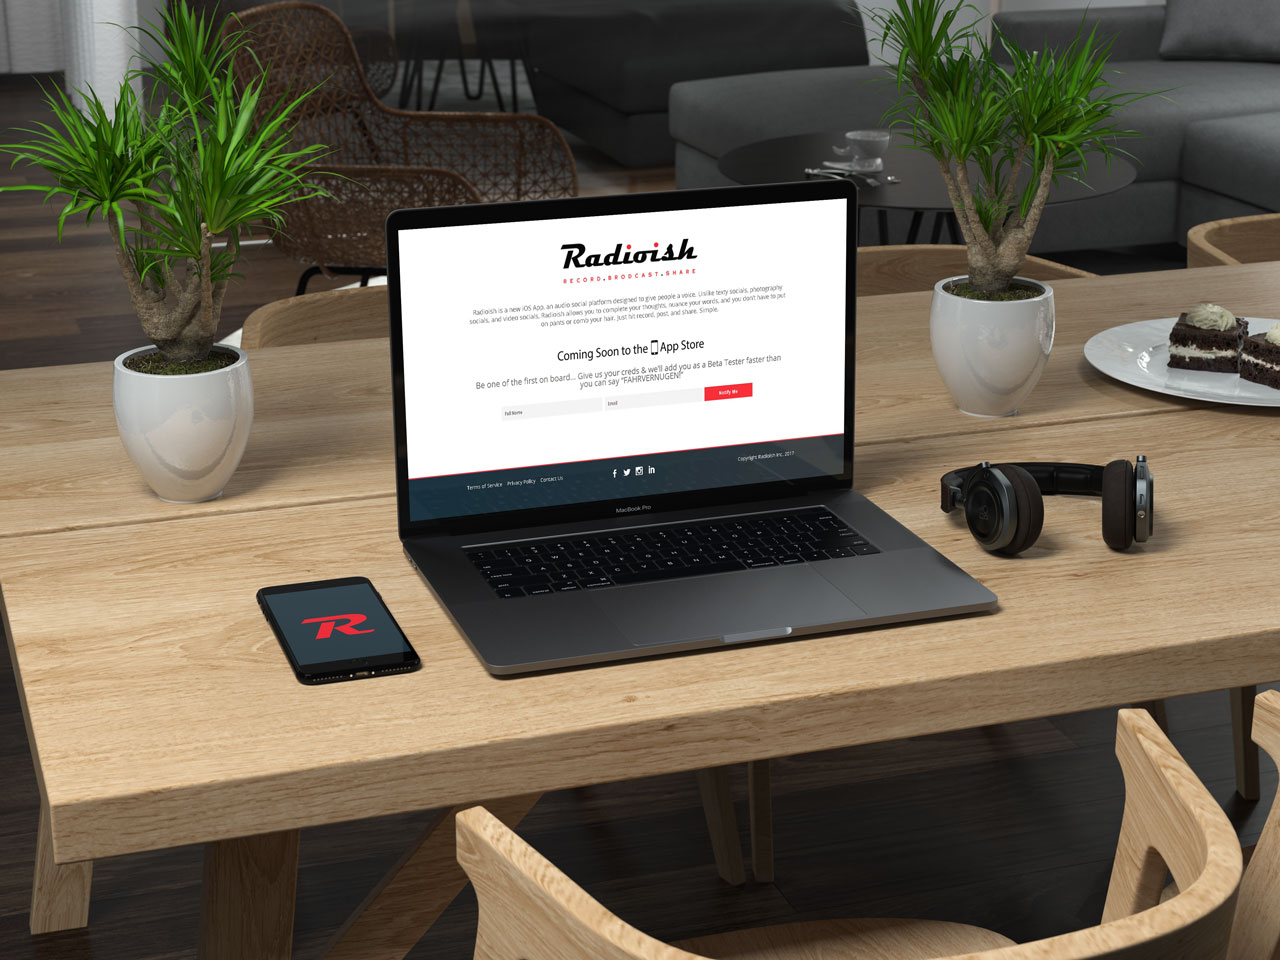 Radioish
RECORD.BRODCAST.SHARE
Radioish is a new iOS App, an audio social platform designed to give people a voice. Unlike texty socials, photography
socials, and video socials, Radioish allows you to complete your thoughts, nuance your words, and you don't have to put
on pants or comb your hair. Just hit record, post, and share. Simple.
Coming Soon to the App Store
Be one of the first on board... Give us your creds & we'll add you as a Beta Tester faster than
you can say "FAHRVERNUGEN!"
Full Name
Email
Notify Me
Terms of Service Privacy Policy Contact Us
Copyright Radioish Inc. 2017
MacBook Pro
R